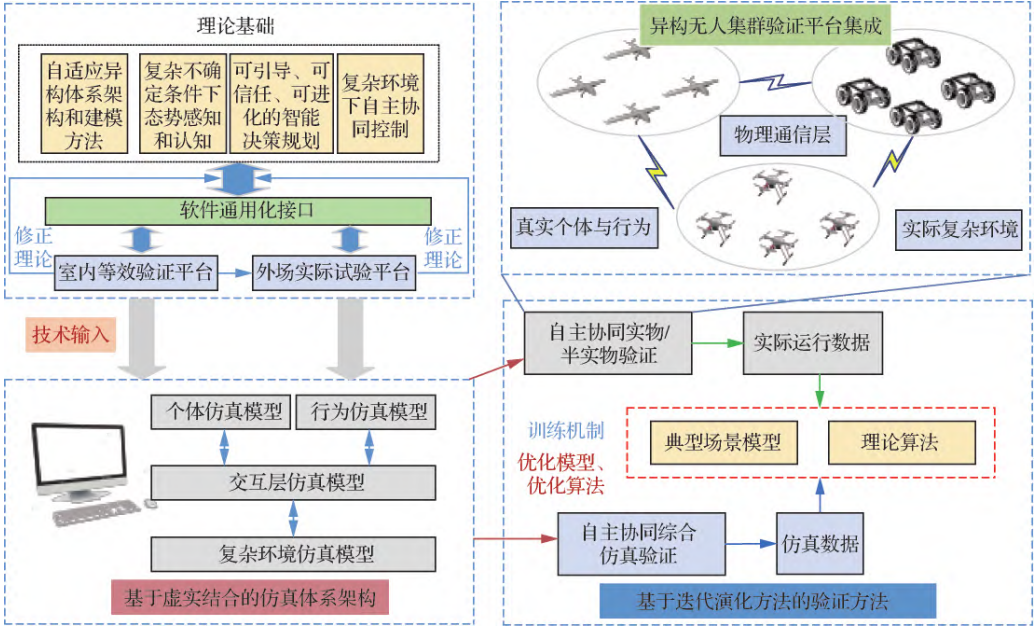 理论基础
自适应异
构体系架
构和建模
方法
复杂不确
定条件下
态势感知
和认知
可引导、可
信任、可进
化的智能
决策规划
复杂环境
下自主协
同控制
软件通用化接口
修正
理论
修正
理论
室内等效验证平台
外场实际试验平台
技术输入
个体仿真模型
行为仿真模型
交互层仿真模型
复杂环境仿真模型
基于虚实结合的仿真体系架构
异构无人集群验证平台集成
物理通信层
真实个体与行为
实际复杂环境
自主协同实物/
半实物验证
实际运行数据
训练机制
优化模型、
优化算法
典型场景模型
理论算法
自主协同综合
仿真验证
仿真数据
基于迭代演化方法的验证方法